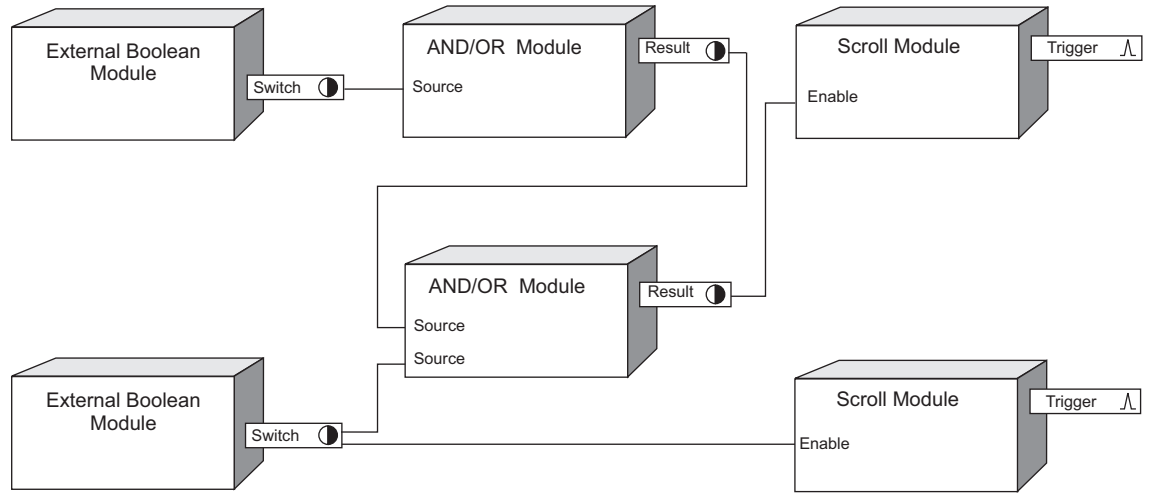 External Boolean
Module
Switch
AND/OR Module
Source
Result
Scroll Module
Enable
Trigger
AND/OR Module
Source
Source
Result
External Boolean
Module
Switch
Scroll Module
Enable
Trigger